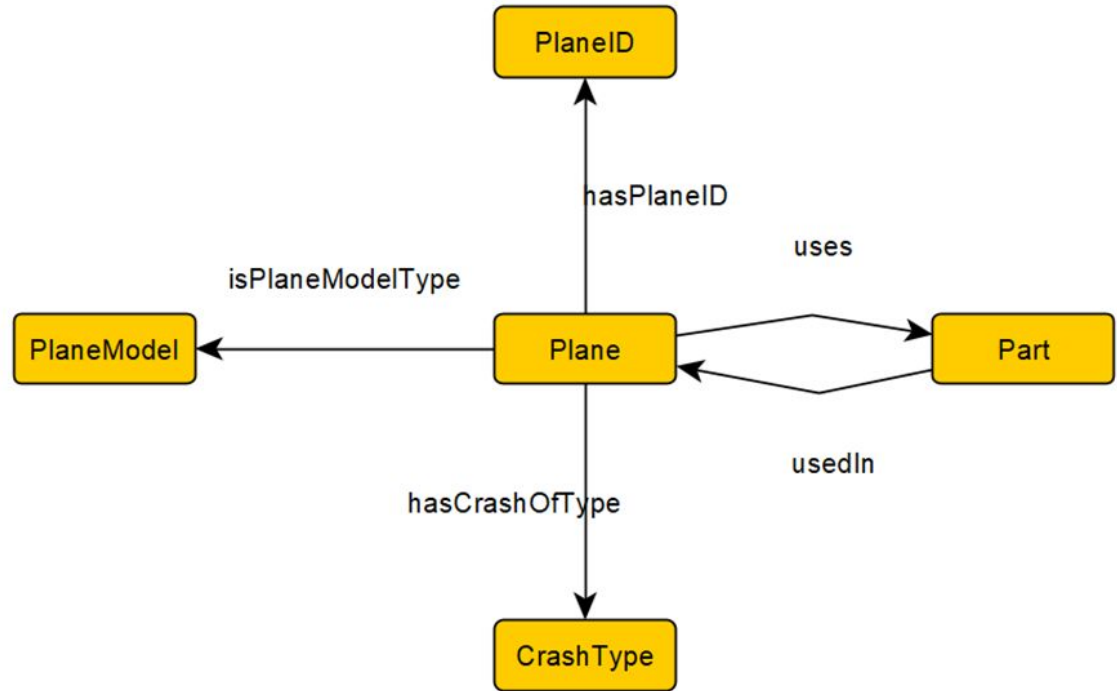 PlaneID
hasPlaneID
uses
isPlaneModelType
PlaneModel
Plane
Part
usedIn
hasCrashOfType
CrashType